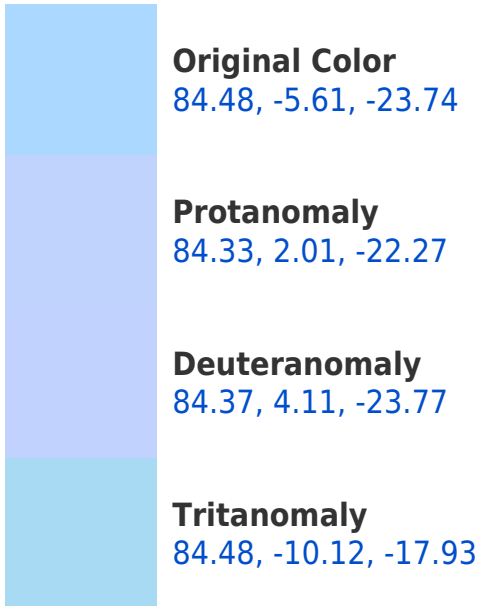 Original Color
84.48, -5.61, -23.74
Protanomaly
84.33, 2.01, -22.27
Deuteranomaly
84.37, 4.11, -23.77
Tritanomaly
84.48, -10.12, -17.93